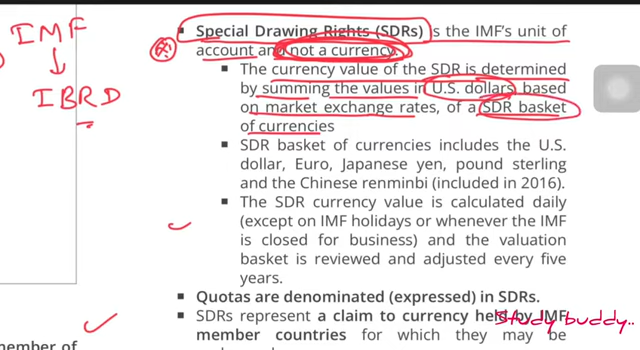 IMF
IBRD
Special Drawing Rights (SDRs) is the IMF's unit of
account and not a currency.
The currency value of the SDR is determined
by summing the values in U.S. dollars, based
on market exchange rates, of a SDR basket
of currencies
SDR basket of currencies includes the U.S.
dollar, Euro, Japanese yen, pound sterling
and the Chinese renminbi (included in 2016).
The SDR currency value is calculated daily
(except on IMF holidays or whenever the IMF
is closed for business) and the valuation
basket is reviewed and adjusted every five
years.
Quotas are denominated (expressed) in SDRs.
SDRs represent a claim to currency held by IMF
member countries for which they may be
Study buddy..
member of